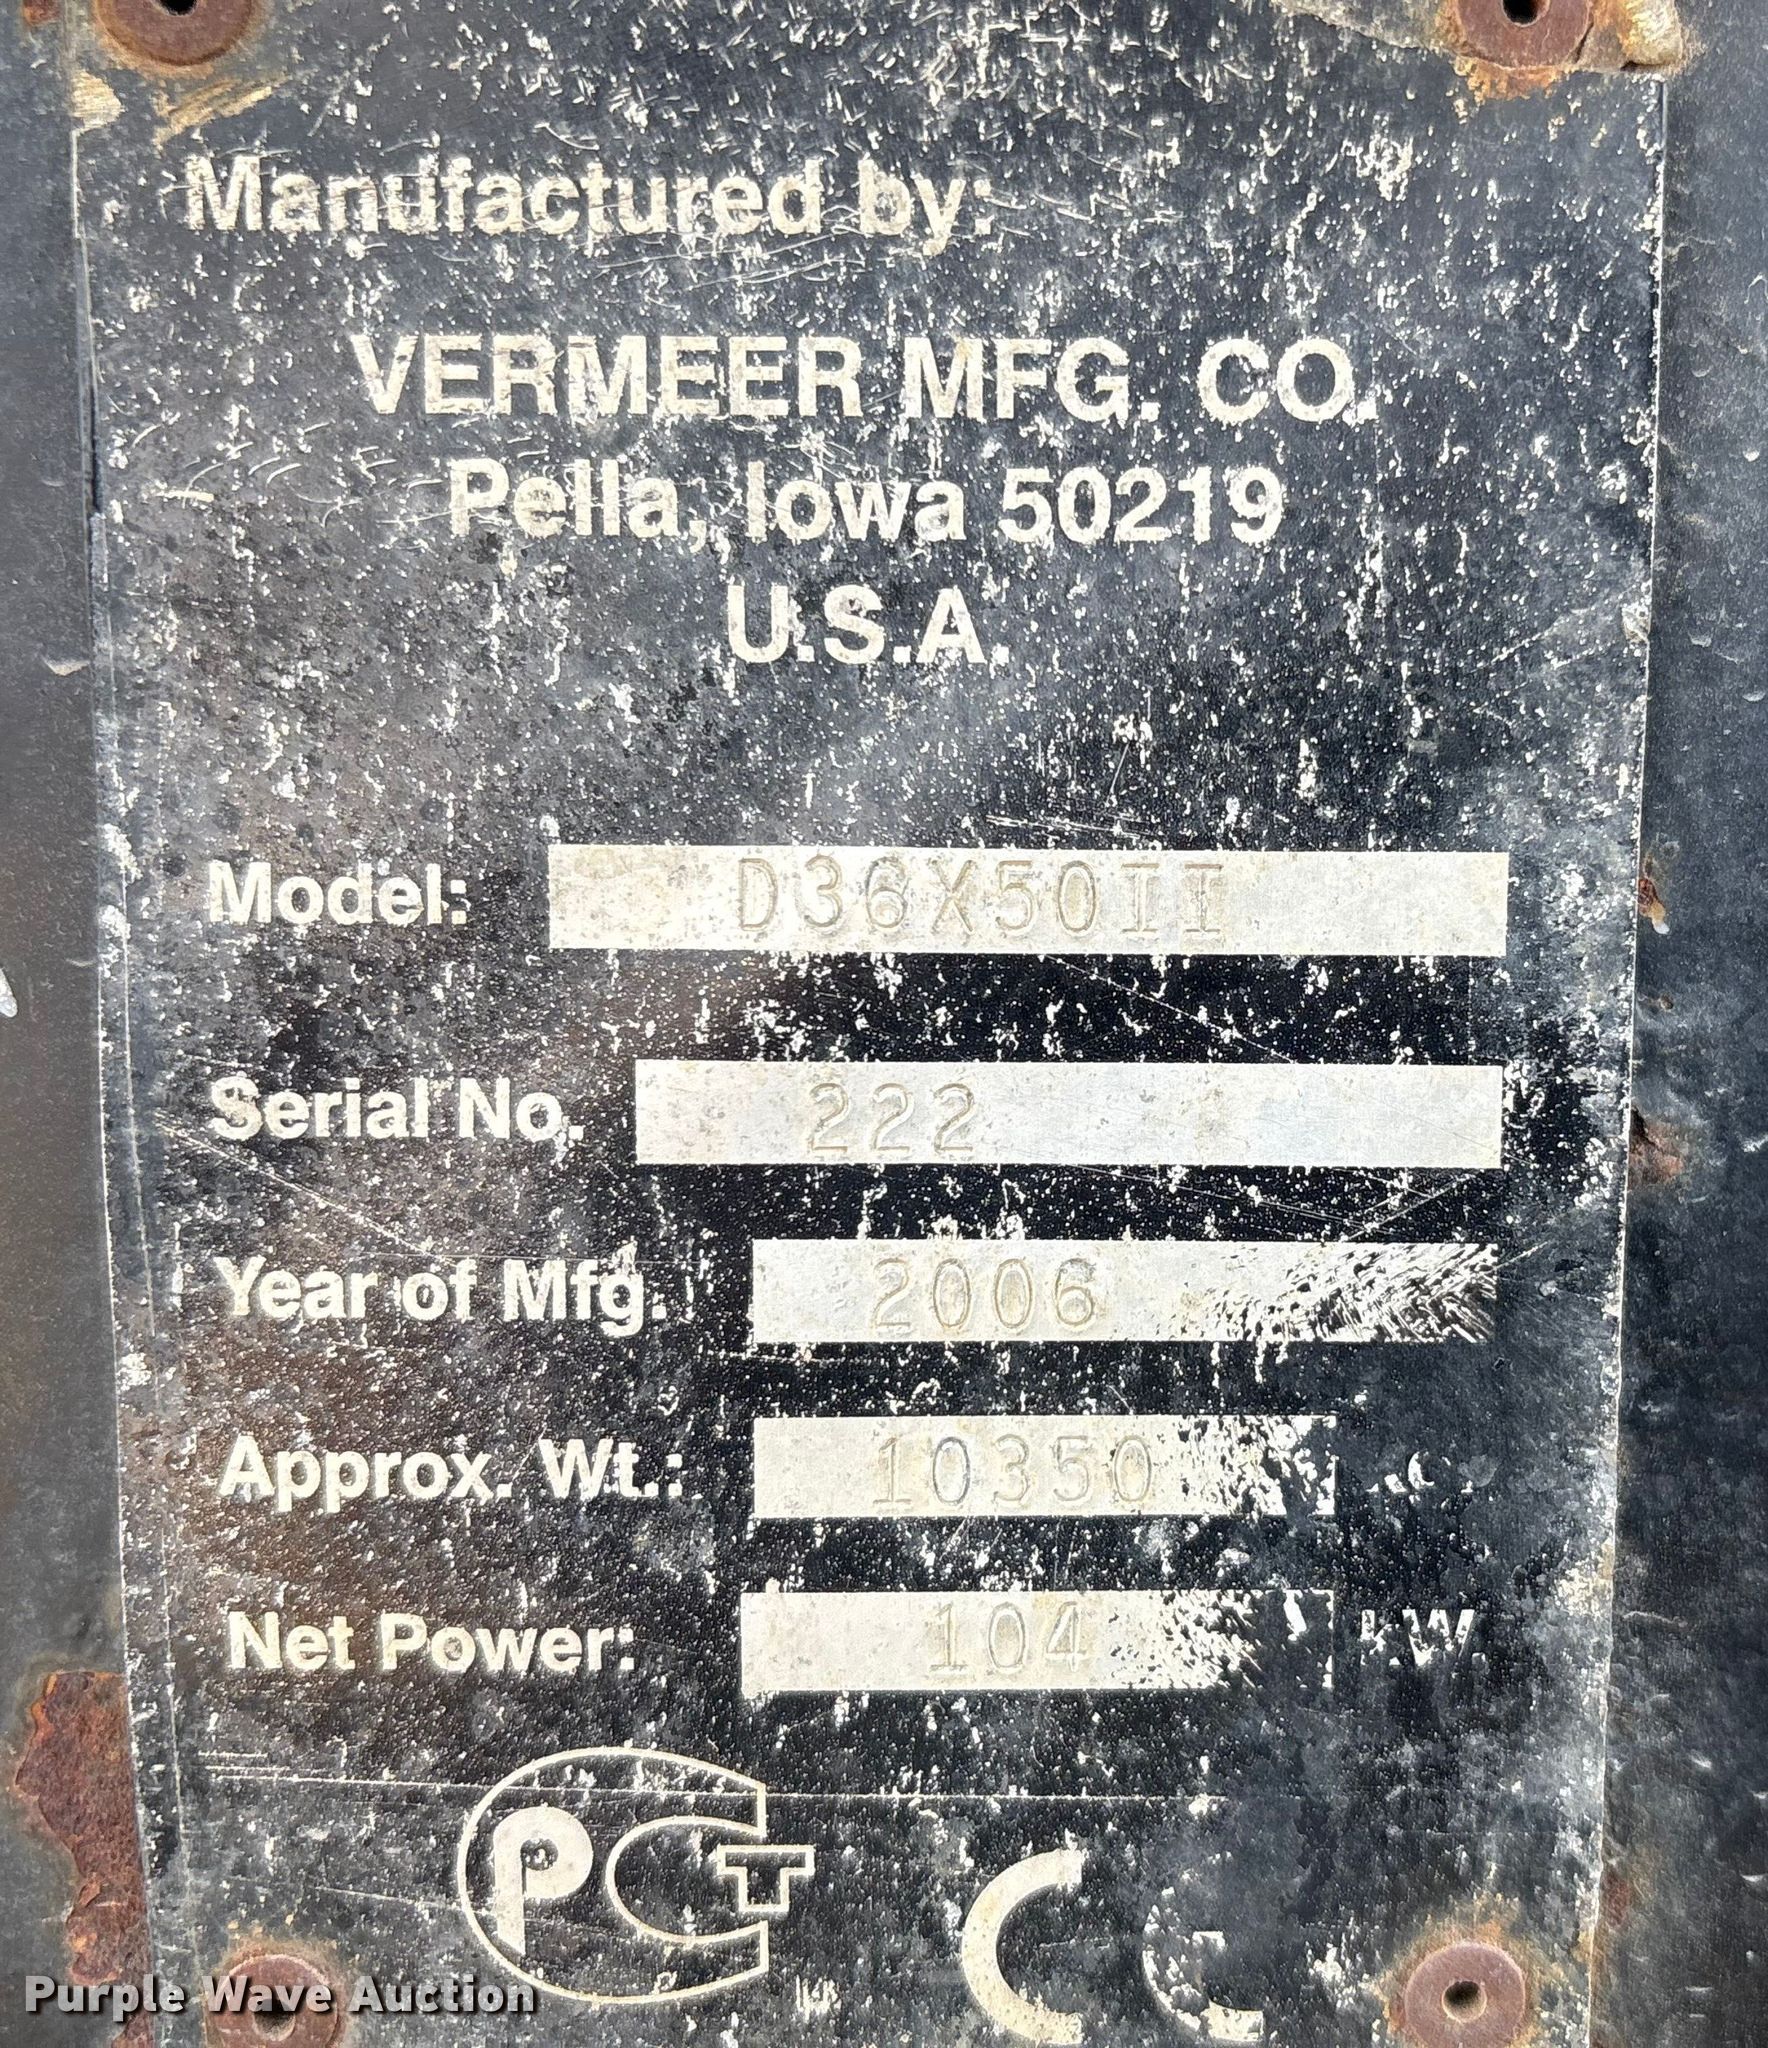 Manufactured by:
VERMEER MFG. CO.
Pella, Iowa 50219
U.S.A.
Model: D36X50II
Serial No. 222
Year of Mfg. 2006
Approx. Wt.: 10350
Net Power: 104 kW
PCT
CE
Purple Wave Auction